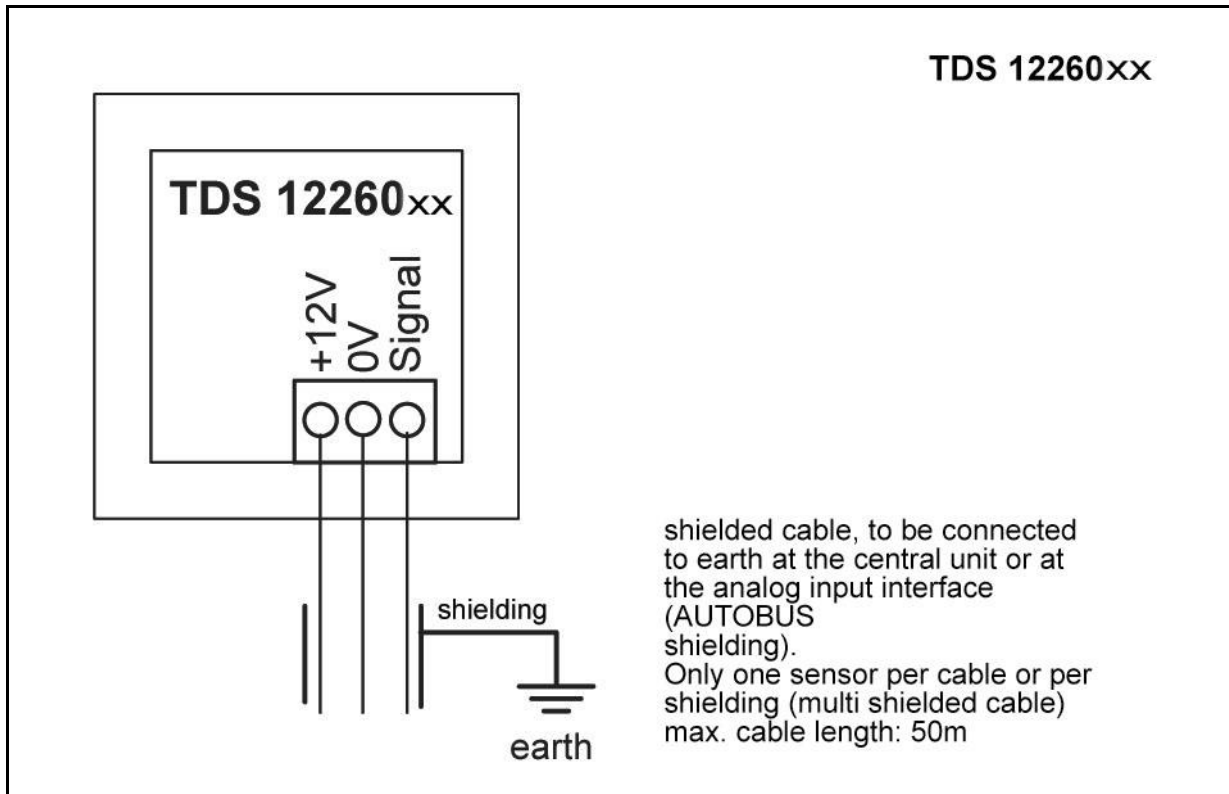 TDS 12260xx
TDS 12260xx
+12V
0V
Signal
shielding
earth
shielded cable, to be connected
to earth at the central unit or at
the analog input interface
(AUTOBUS
shielding).
Only one sensor per cable or per
shielding (multi shielded cable)
max. cable length: 50m